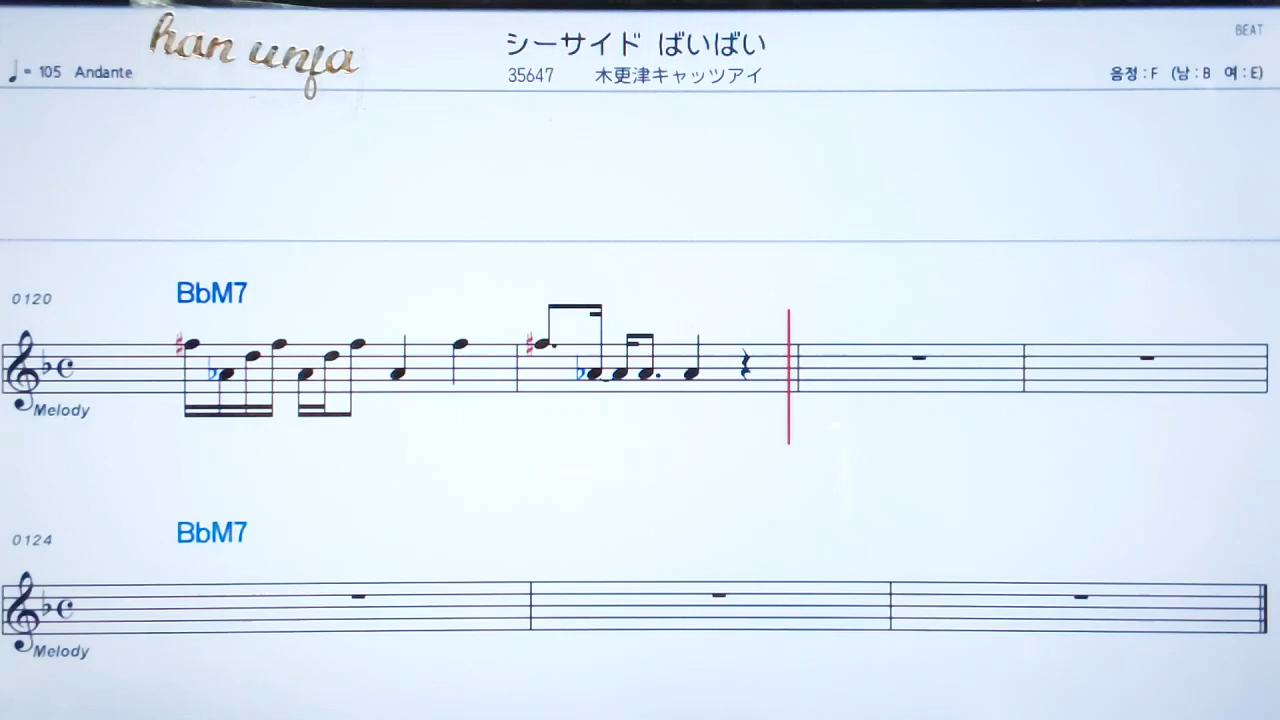 han unfa
シーサイド ばいばい
BEAT
♩= 105 Andante
35647 木更津キャッツアイ
음정 : F (남 : B 여 : E)
0120
BbM7
Melody
0124
BbM7
Melody